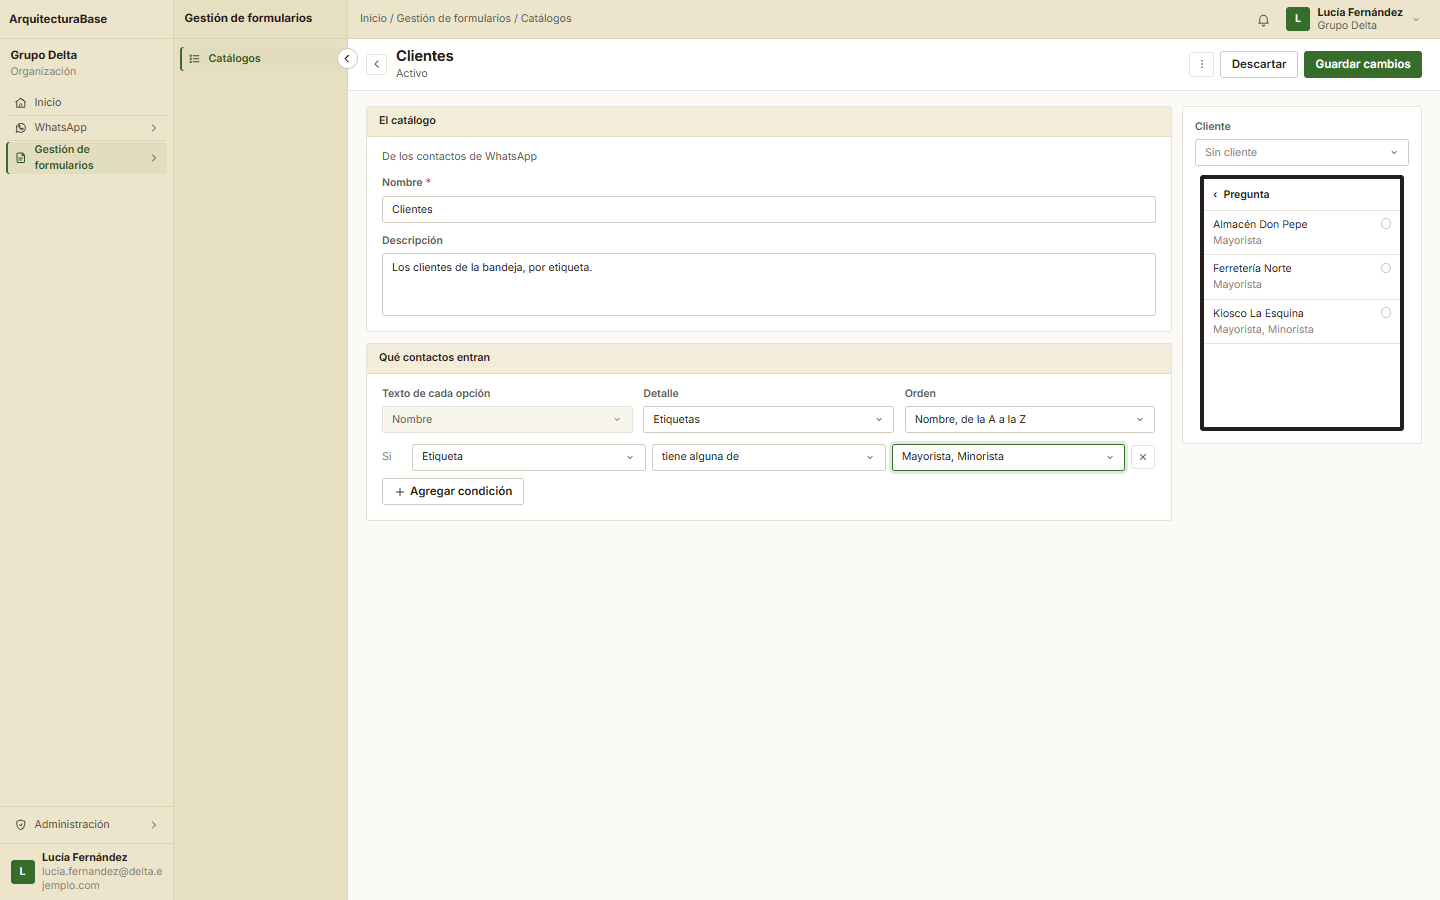 ArquitecturaBase
Grupo Delta
Organización
Inicio
WhatsApp
Gestión de
formularios
Administración
L
Lucía Fernández
lucia.fernandez@delta.e
jemplo.com
Gestión de formularios
Catálogos
Inicio / Gestión de formularios / Catálogos
L
Lucía Fernández
Grupo Delta
Clientes
Activo
Descartar
Guardar cambios
El catálogo
De los contactos de WhatsApp
Nombre *
Clientes
Descripción
Los clientes de la bandeja, por etiqueta.
Qué contactos entran
Texto de cada opción
Detalle
Orden
Nombre
Etiquetas
Nombre, de la A a la Z
Si
Etiqueta
tiene alguna de
Mayorista, Minorista
Agregar condición
Cliente
Sin cliente
Pregunta
Almacén Don Pepe
Mayorista
Ferretería Norte
Mayorista
Kiosco La Esquina
Mayorista, Minorista